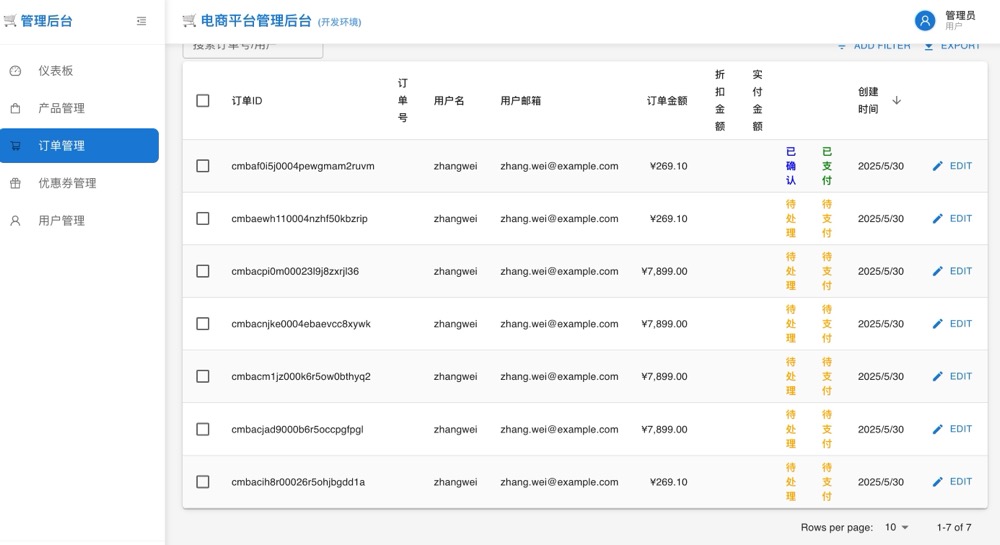 管理后台
电商平台管理后台 (开发环境)
管理员
用户
仪表板
产品管理
订单管理
优惠券管理
用户管理
搜索订单号/用户
ADD FILTER EXPORT
订单ID 订单号 用户名 用户邮箱 订单金额 折扣金额 实付金额 创建时间
cmbaf0i5j0004pewgmam2ruvm zhangwei zhang.wei@example.com ¥269.10 已确认 已支付 2025/5/30 EDIT
cmbaewh110004nzhf50kbzrip zhangwei zhang.wei@example.com ¥269.10 待处理 待支付 2025/5/30 EDIT
cmbacpi0m00023l9j8zxrjl36 zhangwei zhang.wei@example.com ¥7,899.00 待处理 待支付 2025/5/30 EDIT
cmbacnjke0004ebaevcc8xywk zhangwei zhang.wei@example.com ¥7,899.00 待处理 待支付 2025/5/30 EDIT
cmbacm1jz000k6r5ow0bthyq2 zhangwei zhang.wei@example.com ¥7,899.00 待处理 待支付 2025/5/30 EDIT
cmbacjad9000b6r5occpgfpgl zhangwei zhang.wei@example.com ¥7,899.00 待处理 待支付 2025/5/30 EDIT
cmbacih8r00026r5ohjbgdd1a zhangwei zhang.wei@example.com ¥269.10 待处理 待支付 2025/5/30 EDIT
Rows per page: 10 1-7 of 7